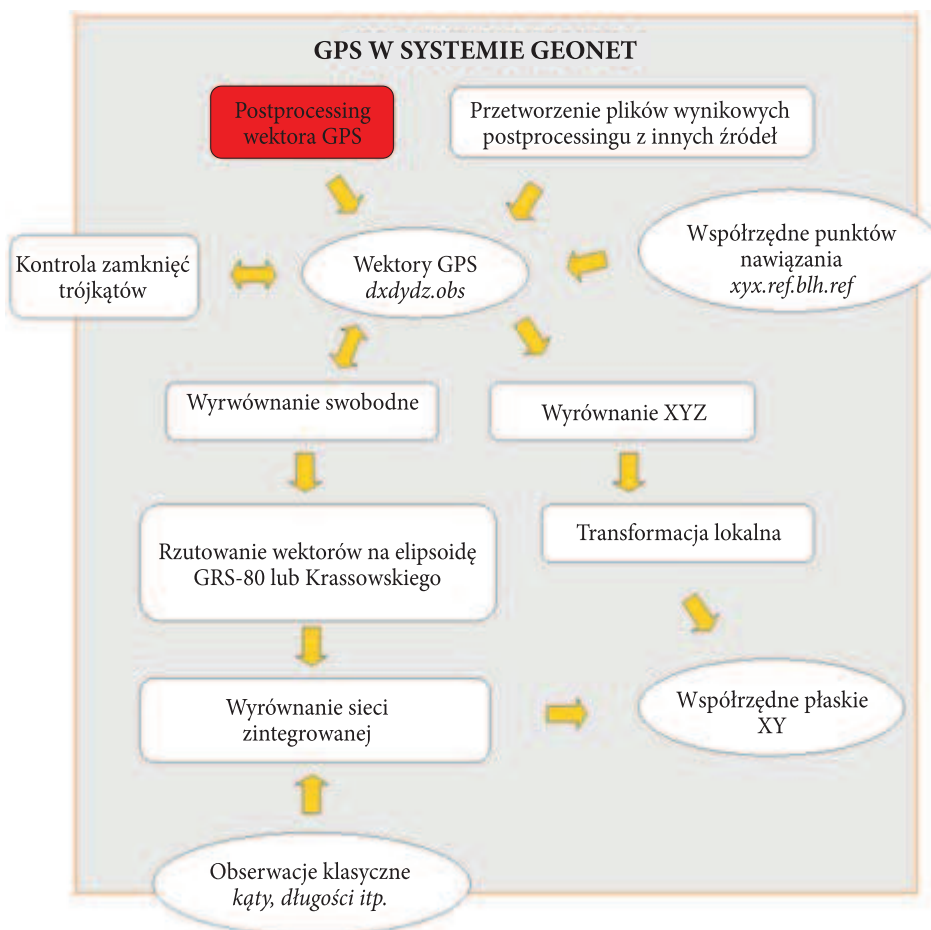 GPS W SYSTEMIE GEONET
Postprocessing
wektora GPS
Przetworzenie plików wynikowych
postprocessingu z innych źródeł
Kontrola zamknięć
trójkątów
Wektory GPS
dxdydz.obs
Współrzędne punktów
nawiązania
xyx.ref.blh.ref
Wyrwównanie swobodne
Wyrównanie XYZ
Rzutowanie wektorów na elipsoidę
GRS-80 lub Krassowskiego
Transformacja lokalna
Wyrównanie sieci
zintegrowanej
Współrzędne płaskie
XY
Obserwacje klasyczne
kąty, długości itp.